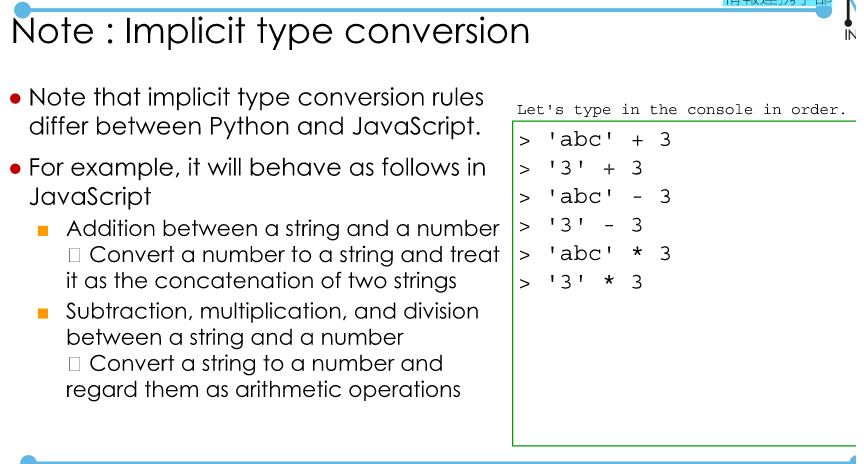 Note : Implicit type conversion
Note that implicit type conversion rules
differ between Python and JavaScript.
For example, it will behave as follows in
JavaScript
Addition between a string and a number
Convert a number to a string and treat
it as the concatenation of two strings
Subtraction, multiplication, and division
between a string and a number
Convert a string to a number and
regard them as arithmetic operations
Let's type in the console in order.
> 'abc' + 3
> '3' + 3
> 'abc' - 3
> '3' - 3
> 'abc' * 3
> '3' * 3